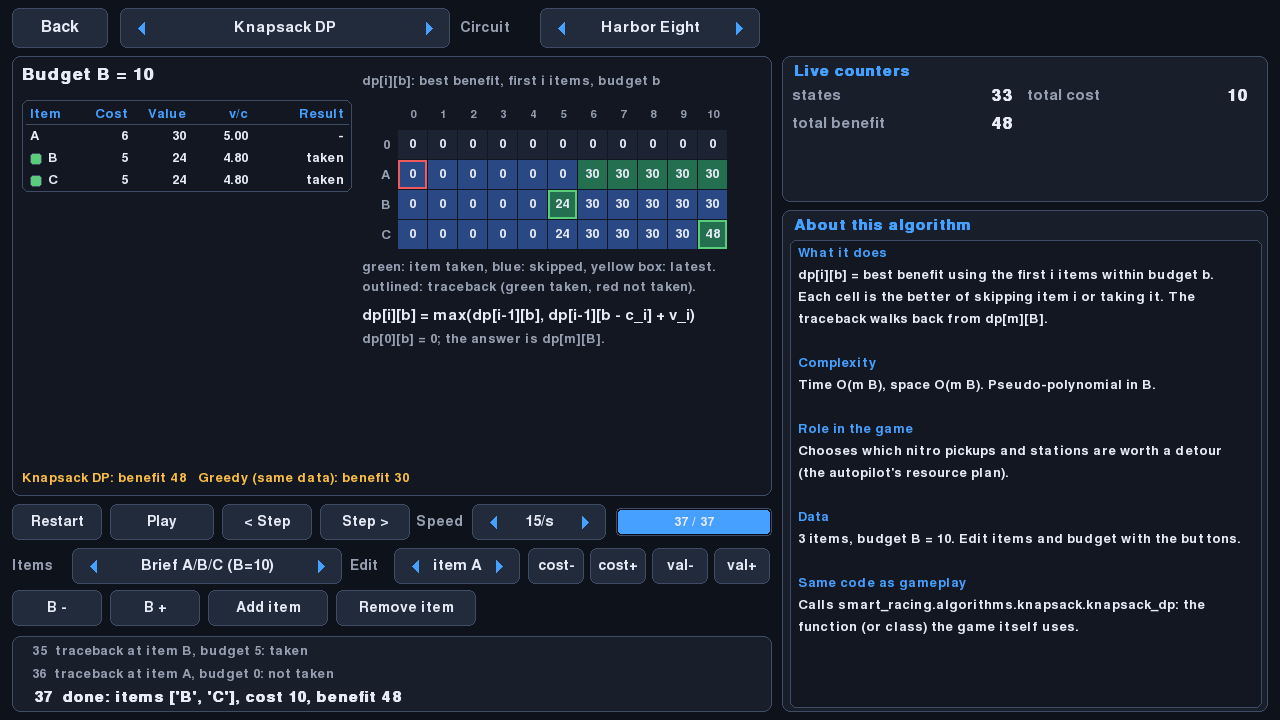 Back
Knapsack DP
Circuit
Harbor Eight
Budget B = 10
Item Cost Value v/c Result
A 6 30 5.00 -
B 5 24 4.80 taken
C 5 24 4.80 taken
dp[i][b]: best benefit, first i items, budget b
0 1 2 3 4 5 6 7 8 9 10
0 0 0 0 0 0 0 0 0 0 0 0
A 0 0 0 0 0 0 30 30 30 30 30
B 0 0 0 0 0 24 30 30 30 30 30
C 0 0 0 0 0 24 30 30 30 30 48
green: item taken, blue: skipped, yellow box: latest.
outlined: traceback (green taken, red not taken).
dp[i][b] = max(dp[i-1][b], dp[i-1][b - c_i] + v_i)
dp[0][b] = 0; the answer is dp[m][B].
Knapsack DP: benefit 48 Greedy (same data): benefit 30
Restart
Play
< Step
Step >
Speed
15/s
37 / 37
Items
Brief A/B/C (B=10)
Edit
item A
cost-
cost+
val-
val+
B -
B +
Add item
Remove item
35 traceback at item B, budget 5: taken
36 traceback at item A, budget 0: not taken
37 done: items ['B', 'C'], cost 10, benefit 48
Live counters
states 33 total cost 10
total benefit 48
About this algorithm
What it does
dp[i][b] = best benefit using the first i items within budget b.
Each cell is the better of skipping item i or taking it. The
traceback walks back from dp[m][B].
Complexity
Time O(m B), space O(m B). Pseudo-polynomial in B.
Role in the game
Chooses which nitro pickups and stations are worth a detour
(the autopilot's resource plan).
Data
3 items, budget B = 10. Edit items and budget with the buttons.
Same code as gameplay
Calls smart_racing.algorithms.knapsack.knapsack_dp: the
function (or class) the game itself uses.